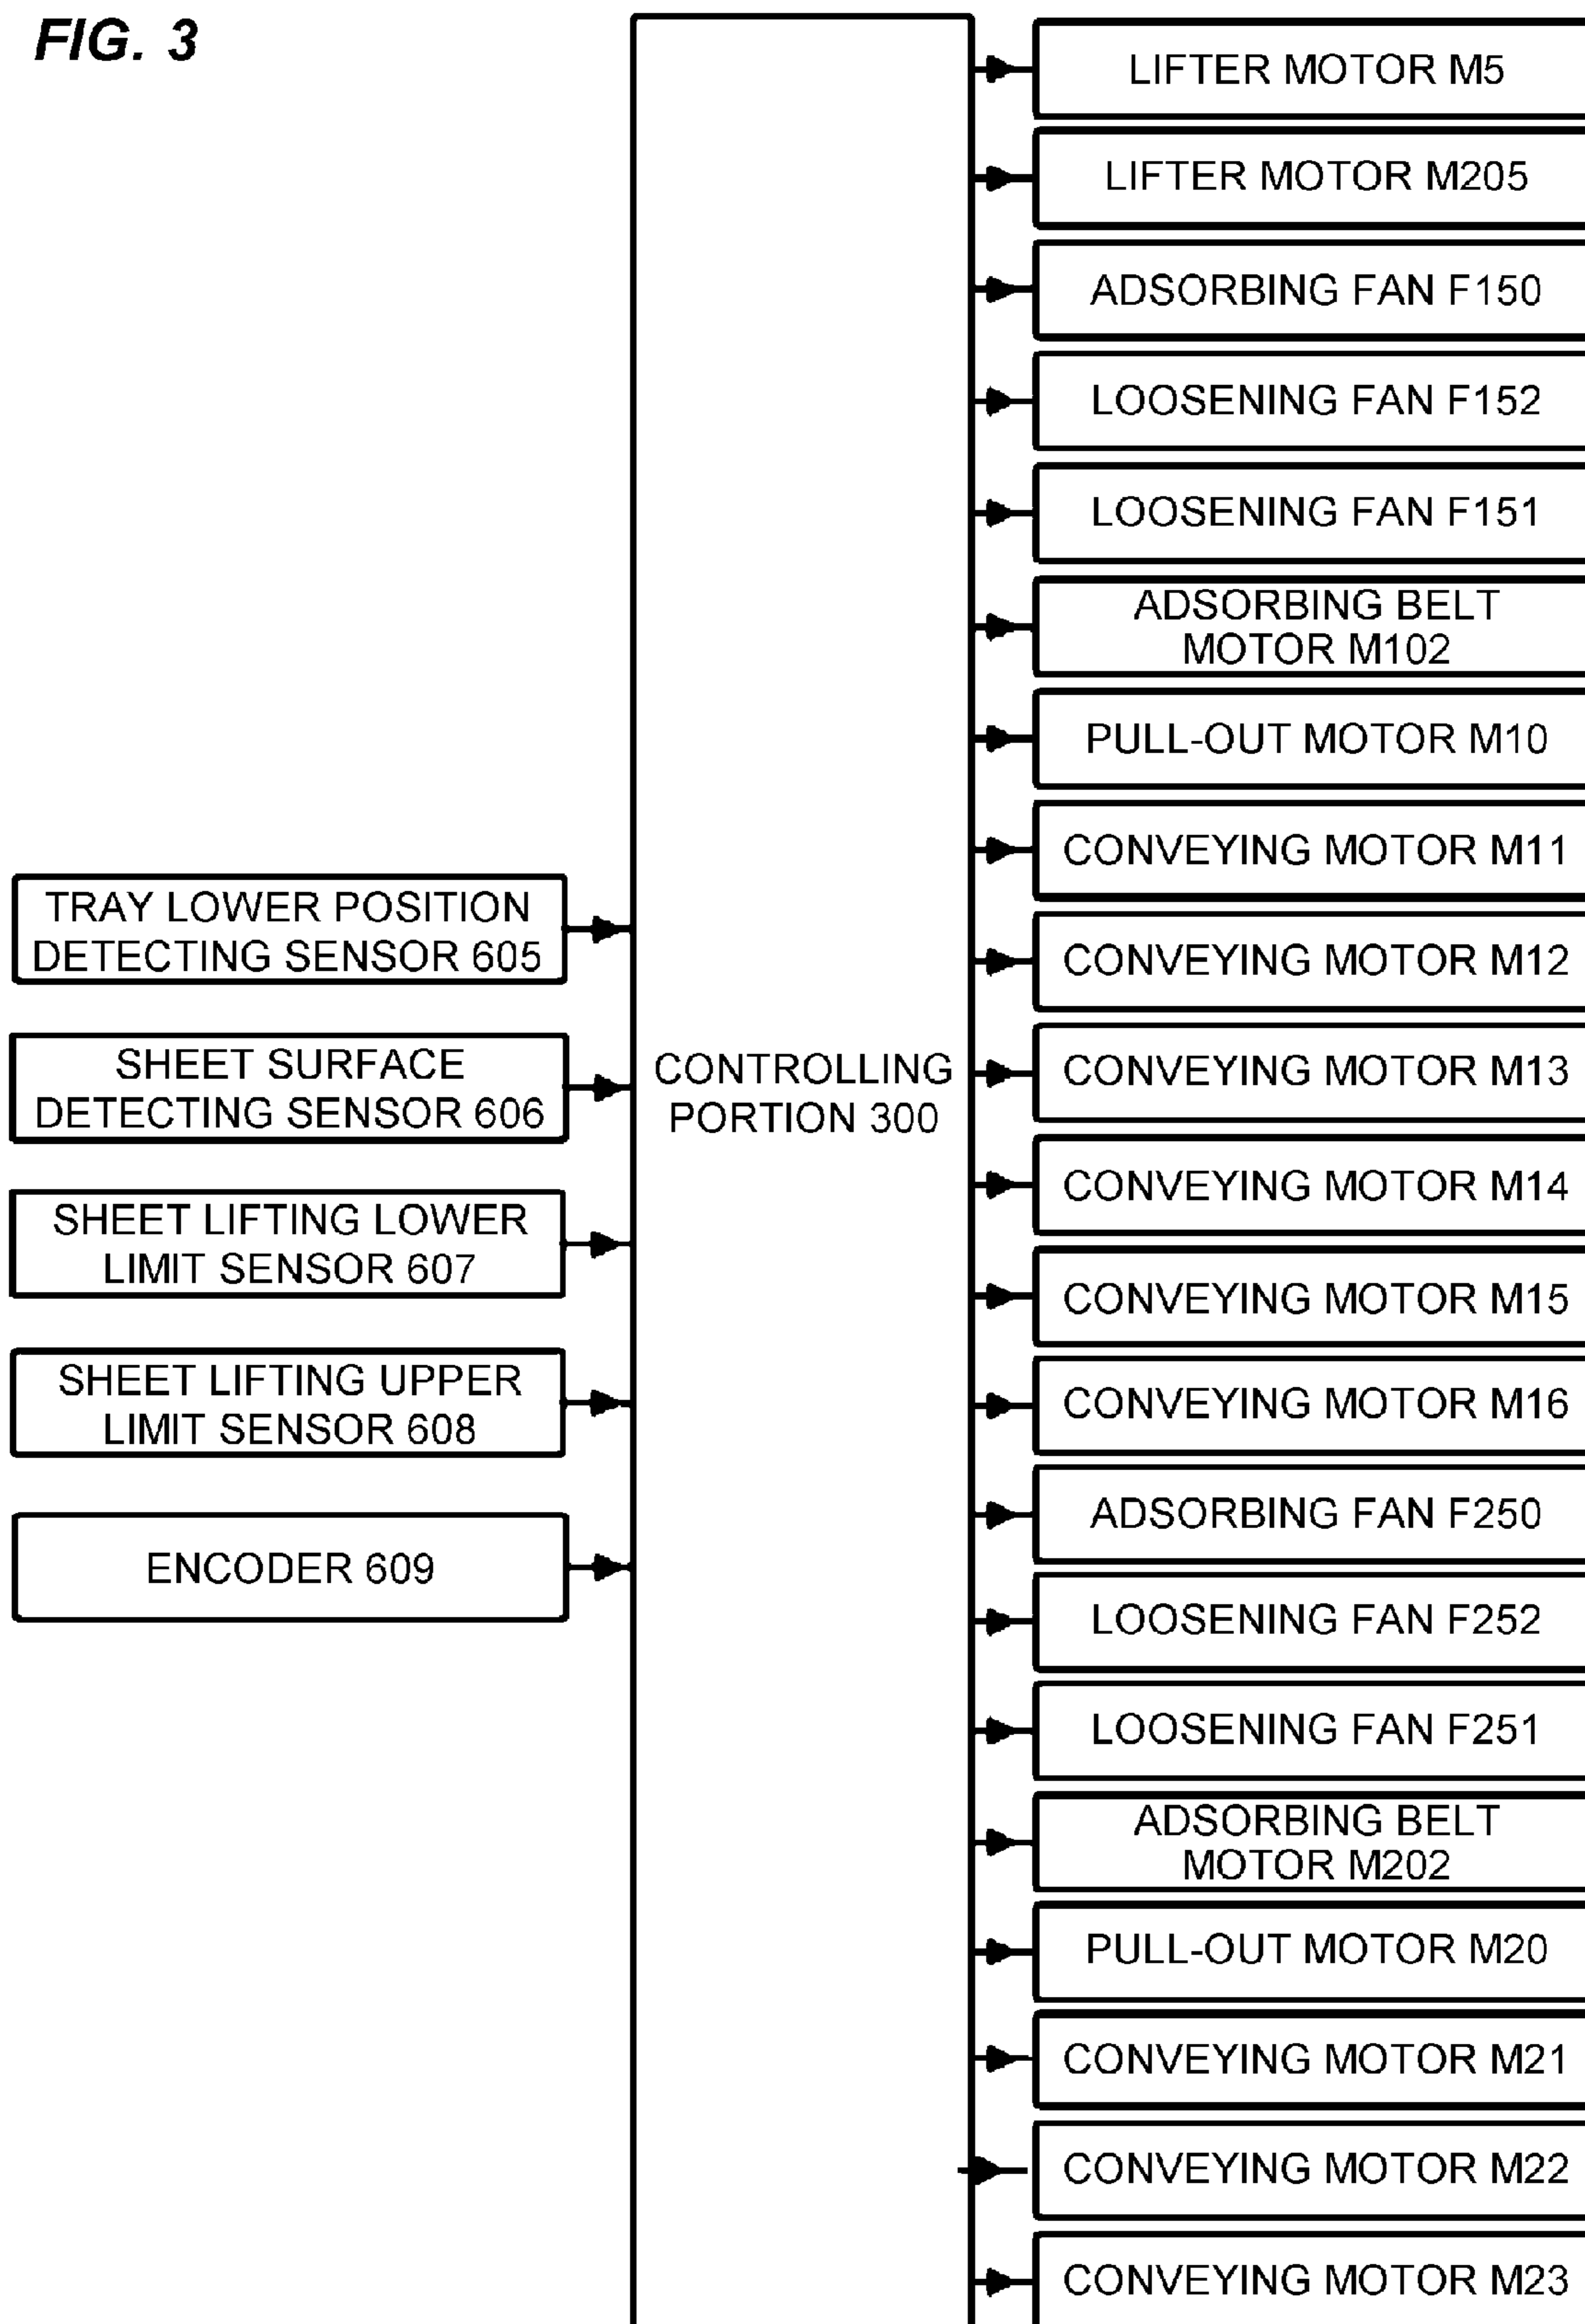 FIG. 3
TRAY LOWER POSITION
DETECTING SENSOR 605
SHEET SURFACE
DETECTING SENSOR 606
SHEET LIFTING LOWER
LIMIT SENSOR 607
SHEET LIFTING UPPER
LIMIT SENSOR 608
ENCODER 609
CONTROLLING
PORTION 300
LIFTER MOTOR M5
LIFTER MOTOR M205
ADSORBING FAN F150
LOOSENING FAN F152
LOOSENING FAN F151
ADSORBING BELT
MOTOR M102
PULL-OUT MOTOR M10
CONVEYING MOTOR M11
CONVEYING MOTOR M12
CONVEYING MOTOR M13
CONVEYING MOTOR M14
CONVEYING MOTOR M15
CONVEYING MOTOR M16
ADSORBING FAN F250
LOOSENING FAN F252
LOOSENING FAN F251
ADSORBING BELT
MOTOR M202
PULL-OUT MOTOR M20
CONVEYING MOTOR M21
CONVEYING MOTOR M22
CONVEYING MOTOR M23